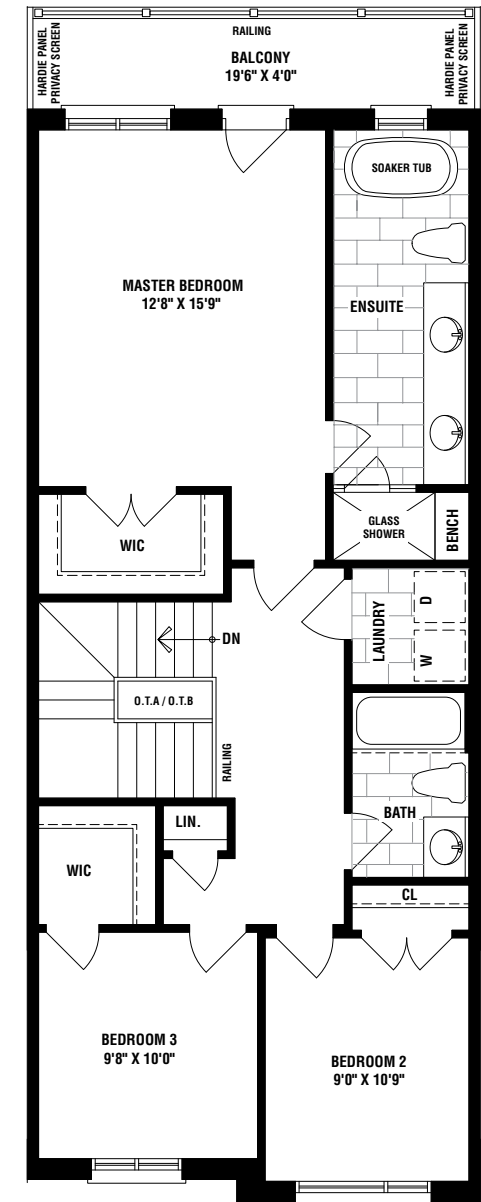 RAILING
HARDIE PANEL
PRIVACY SCREEN
BALCONY
19'6" X 4'0"
HARDIE PANEL
PRIVACY SCREEN
SOAKER TUB
MASTER BEDROOM
12'8" X 15'9"
ENSUITE
WIC
GLASS
SHOWER
BENCH
LAUNDRY
D
W
DN
O.T.A / O.T.B
RAILING
LIN.
BATH
WIC
CL
BEDROOM 3
9'8" X 10'0"
BEDROOM 2
9'0" X 10'9"